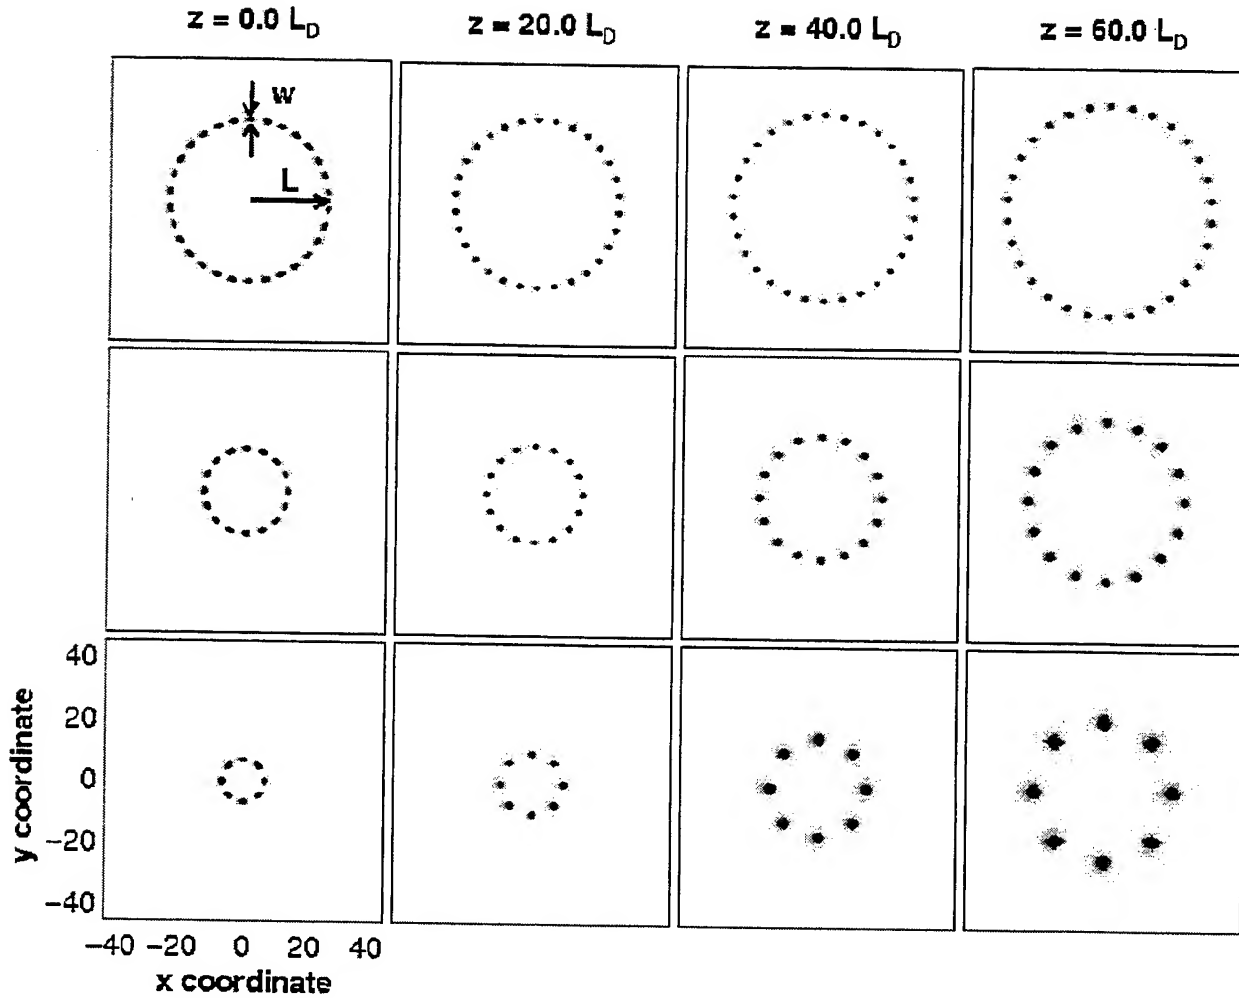 z = 0.0 L_D z = 20.0 L_D z = 40.0 L_D z = 60.0 L_D
w
L
40
20
0
−20
−40
y coordinate
−40 −20 0 20 40
x coordinate